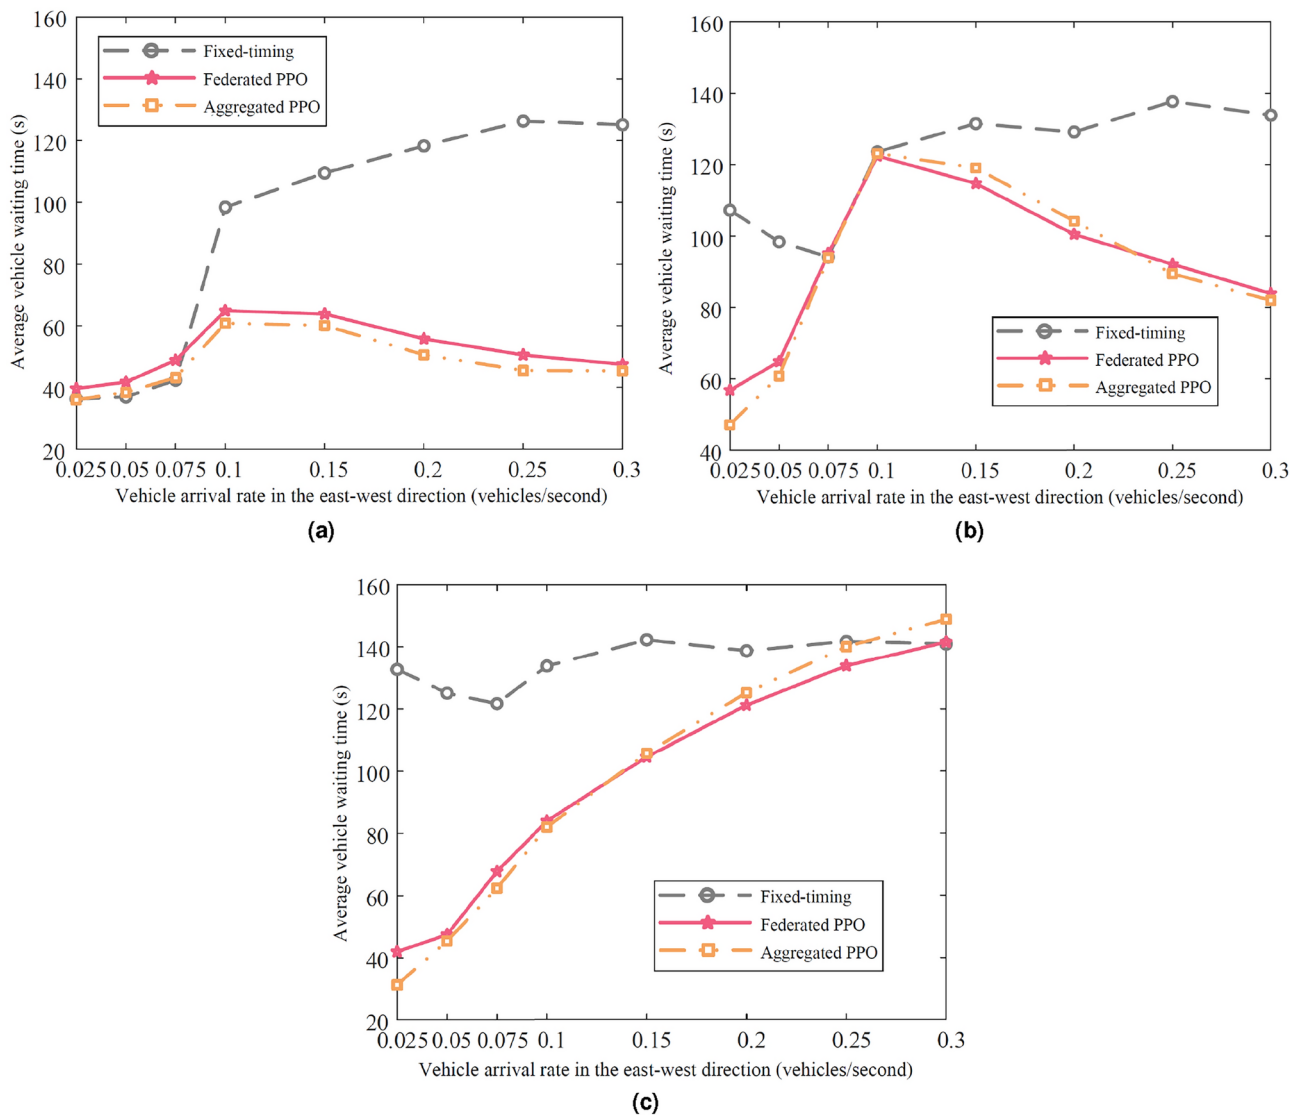 160
140
120
100
80
60
40
20
Average vehicle waiting time (s)
Fixed-timing
Federated PPO
Aggregated PPO
0.025 0.05 0.075 0.1 0.15 0.2 0.25 0.3
Vehicle arrival rate in the east-west direction (vehicles/second)
(a)
160
140
120
100
80
60
40
Average vehicle waiting time (s)
Fixed-timing
Federated PPO
Aggregated PPO
0.025 0.05 0.075 0.1 0.15 0.2 0.25 0.3
Vehicle arrival rate in the east-west direction (vehicles/second)
(b)
160
140
120
100
80
60
40
20
Average vehicle waiting time (s)
Fixed-timing
Federated PPO
Aggregated PPO
0.025 0.05 0.075 0.1 0.15 0.2 0.25 0.3
Vehicle arrival rate in the east-west direction (vehicles/second)
(c)